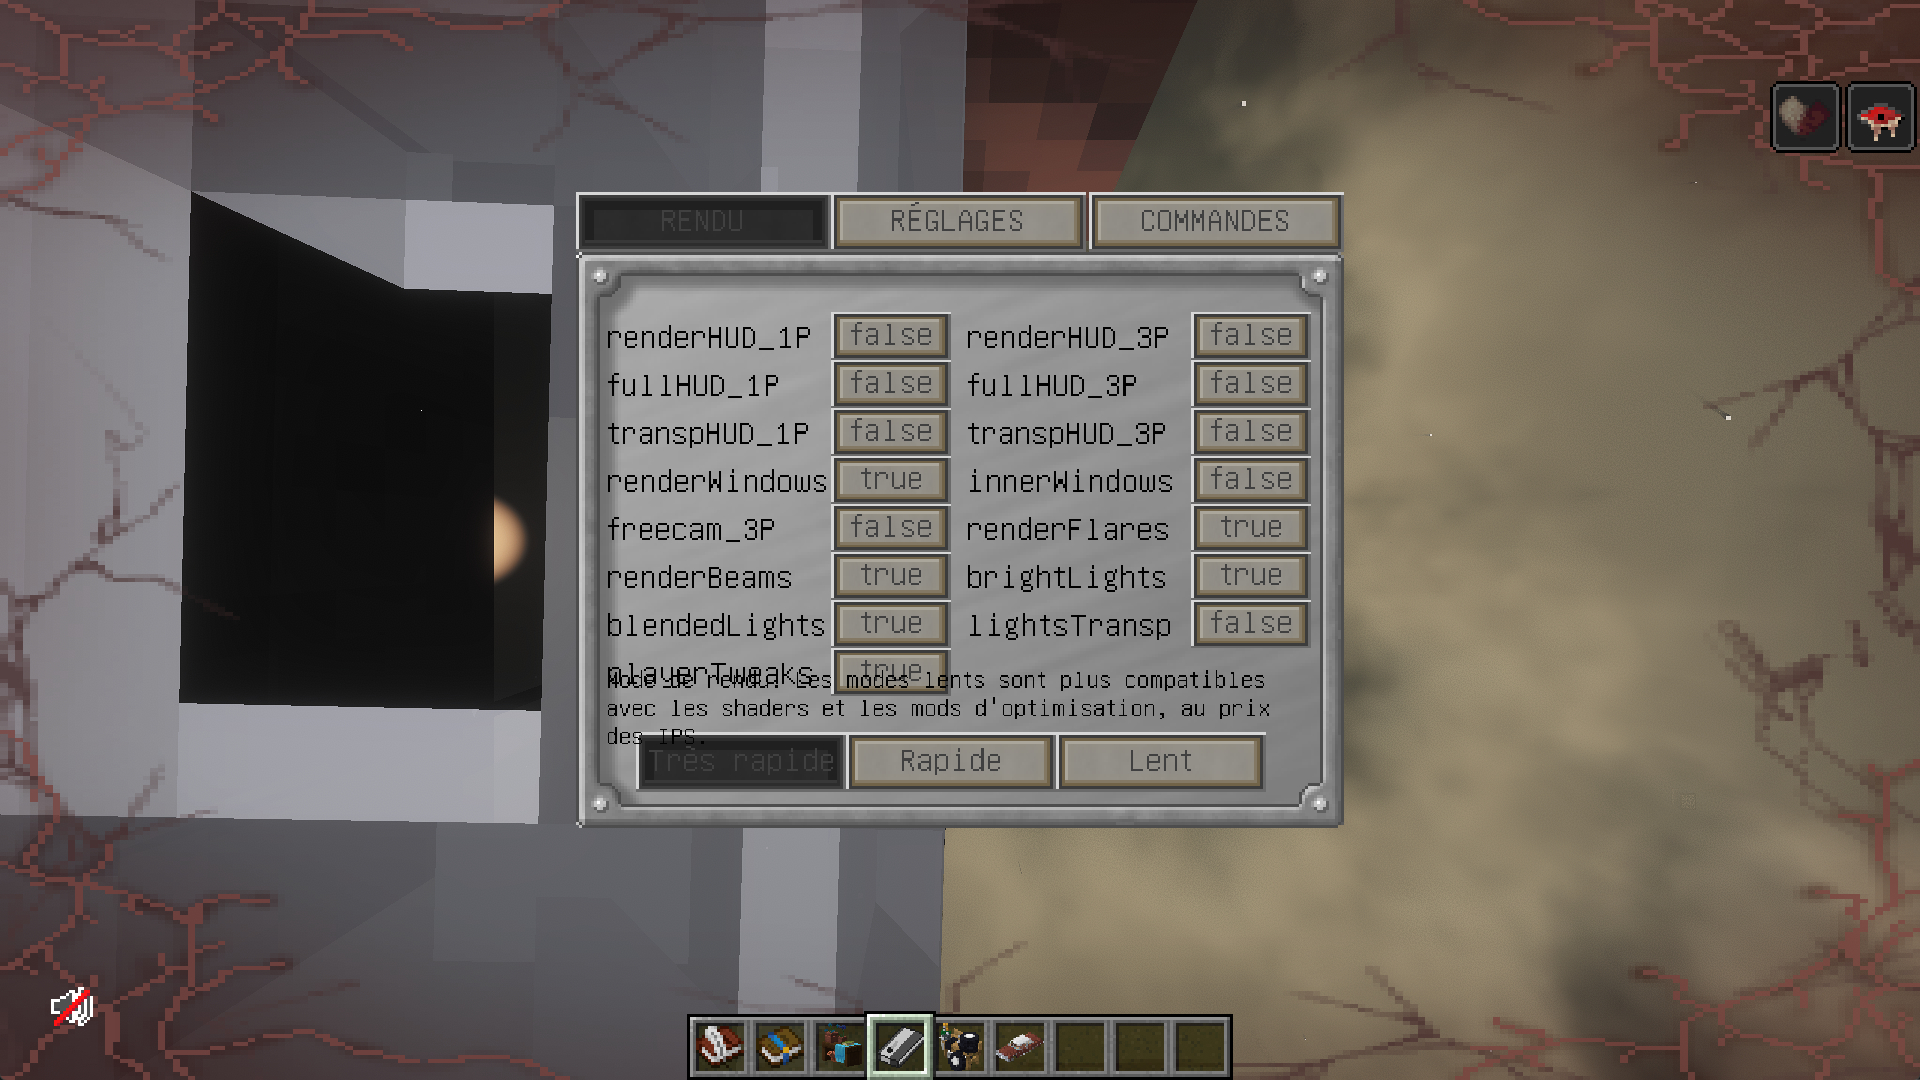 RENDU RÉGLAGES COMMANDES
renderHUD_1P false renderHUD_3P false
fullHUD_1P false fullHUD_3P false
transpHUD_1P false transpHUD_3P false
renderWindows true innerWindows false
freecam_3P false renderFlares true
renderBeams true brightLights true
blendedLights true lightsTransp false
playerTweaks true
Mode de rendu. Les modes lents sont plus compatibles
avec les shaders et les mods d'optimisation, au prix
des IPS.
Très rapide Rapide Lent